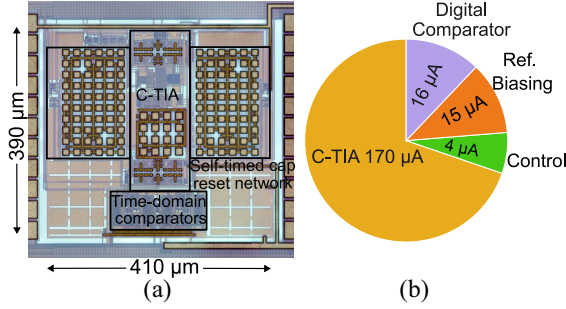 390 µm
C-TIA
Self-timed cap
reset network
Time-domain
comparators
410 µm
(a)
Digital
Comparator
Ref.
Biasing
16 µA
15 µA
C-TIA 170 µA
4 µA
Control
(b)